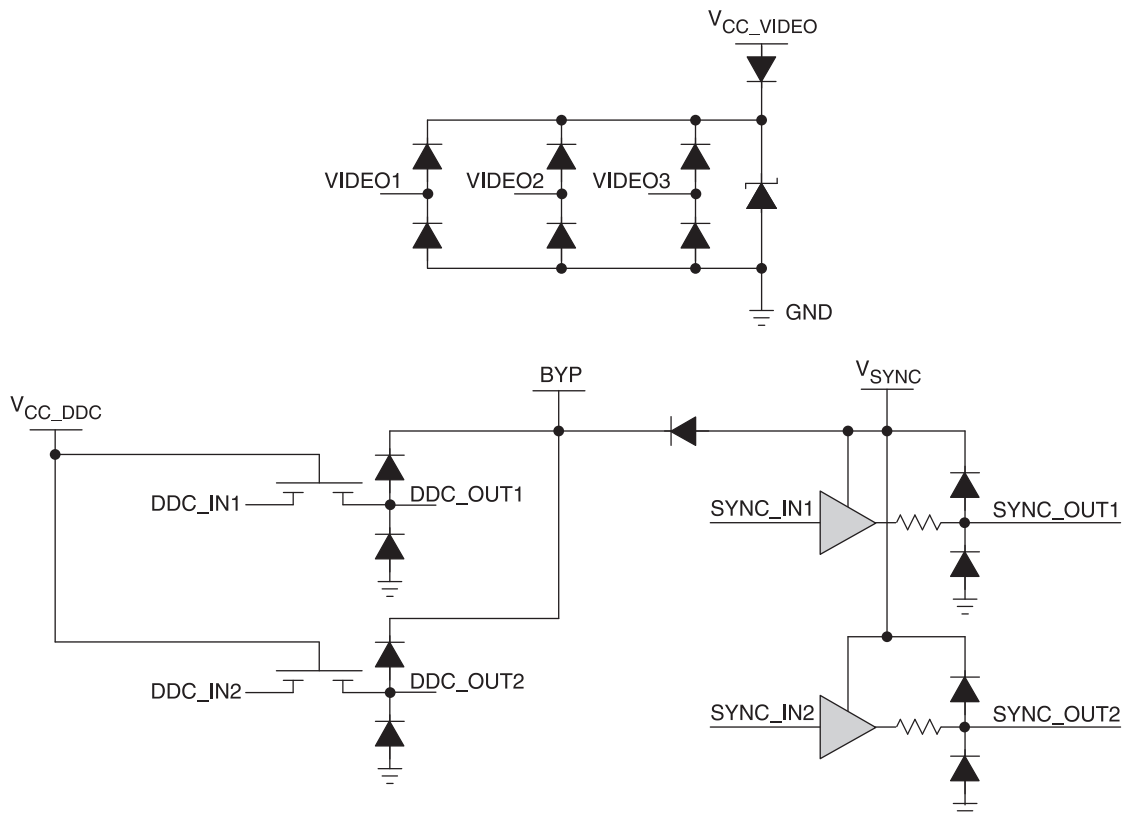 VCC_VIDEO
VIDEO1
VIDEO2
VIDEO3
GND
BYP
VSYNC
VCC_DDC
DDC_IN1
DDC_OUT1
SYNC_IN1
SYNC_OUT1
DDC_IN2
DDC_OUT2
SYNC_IN2
SYNC_OUT2